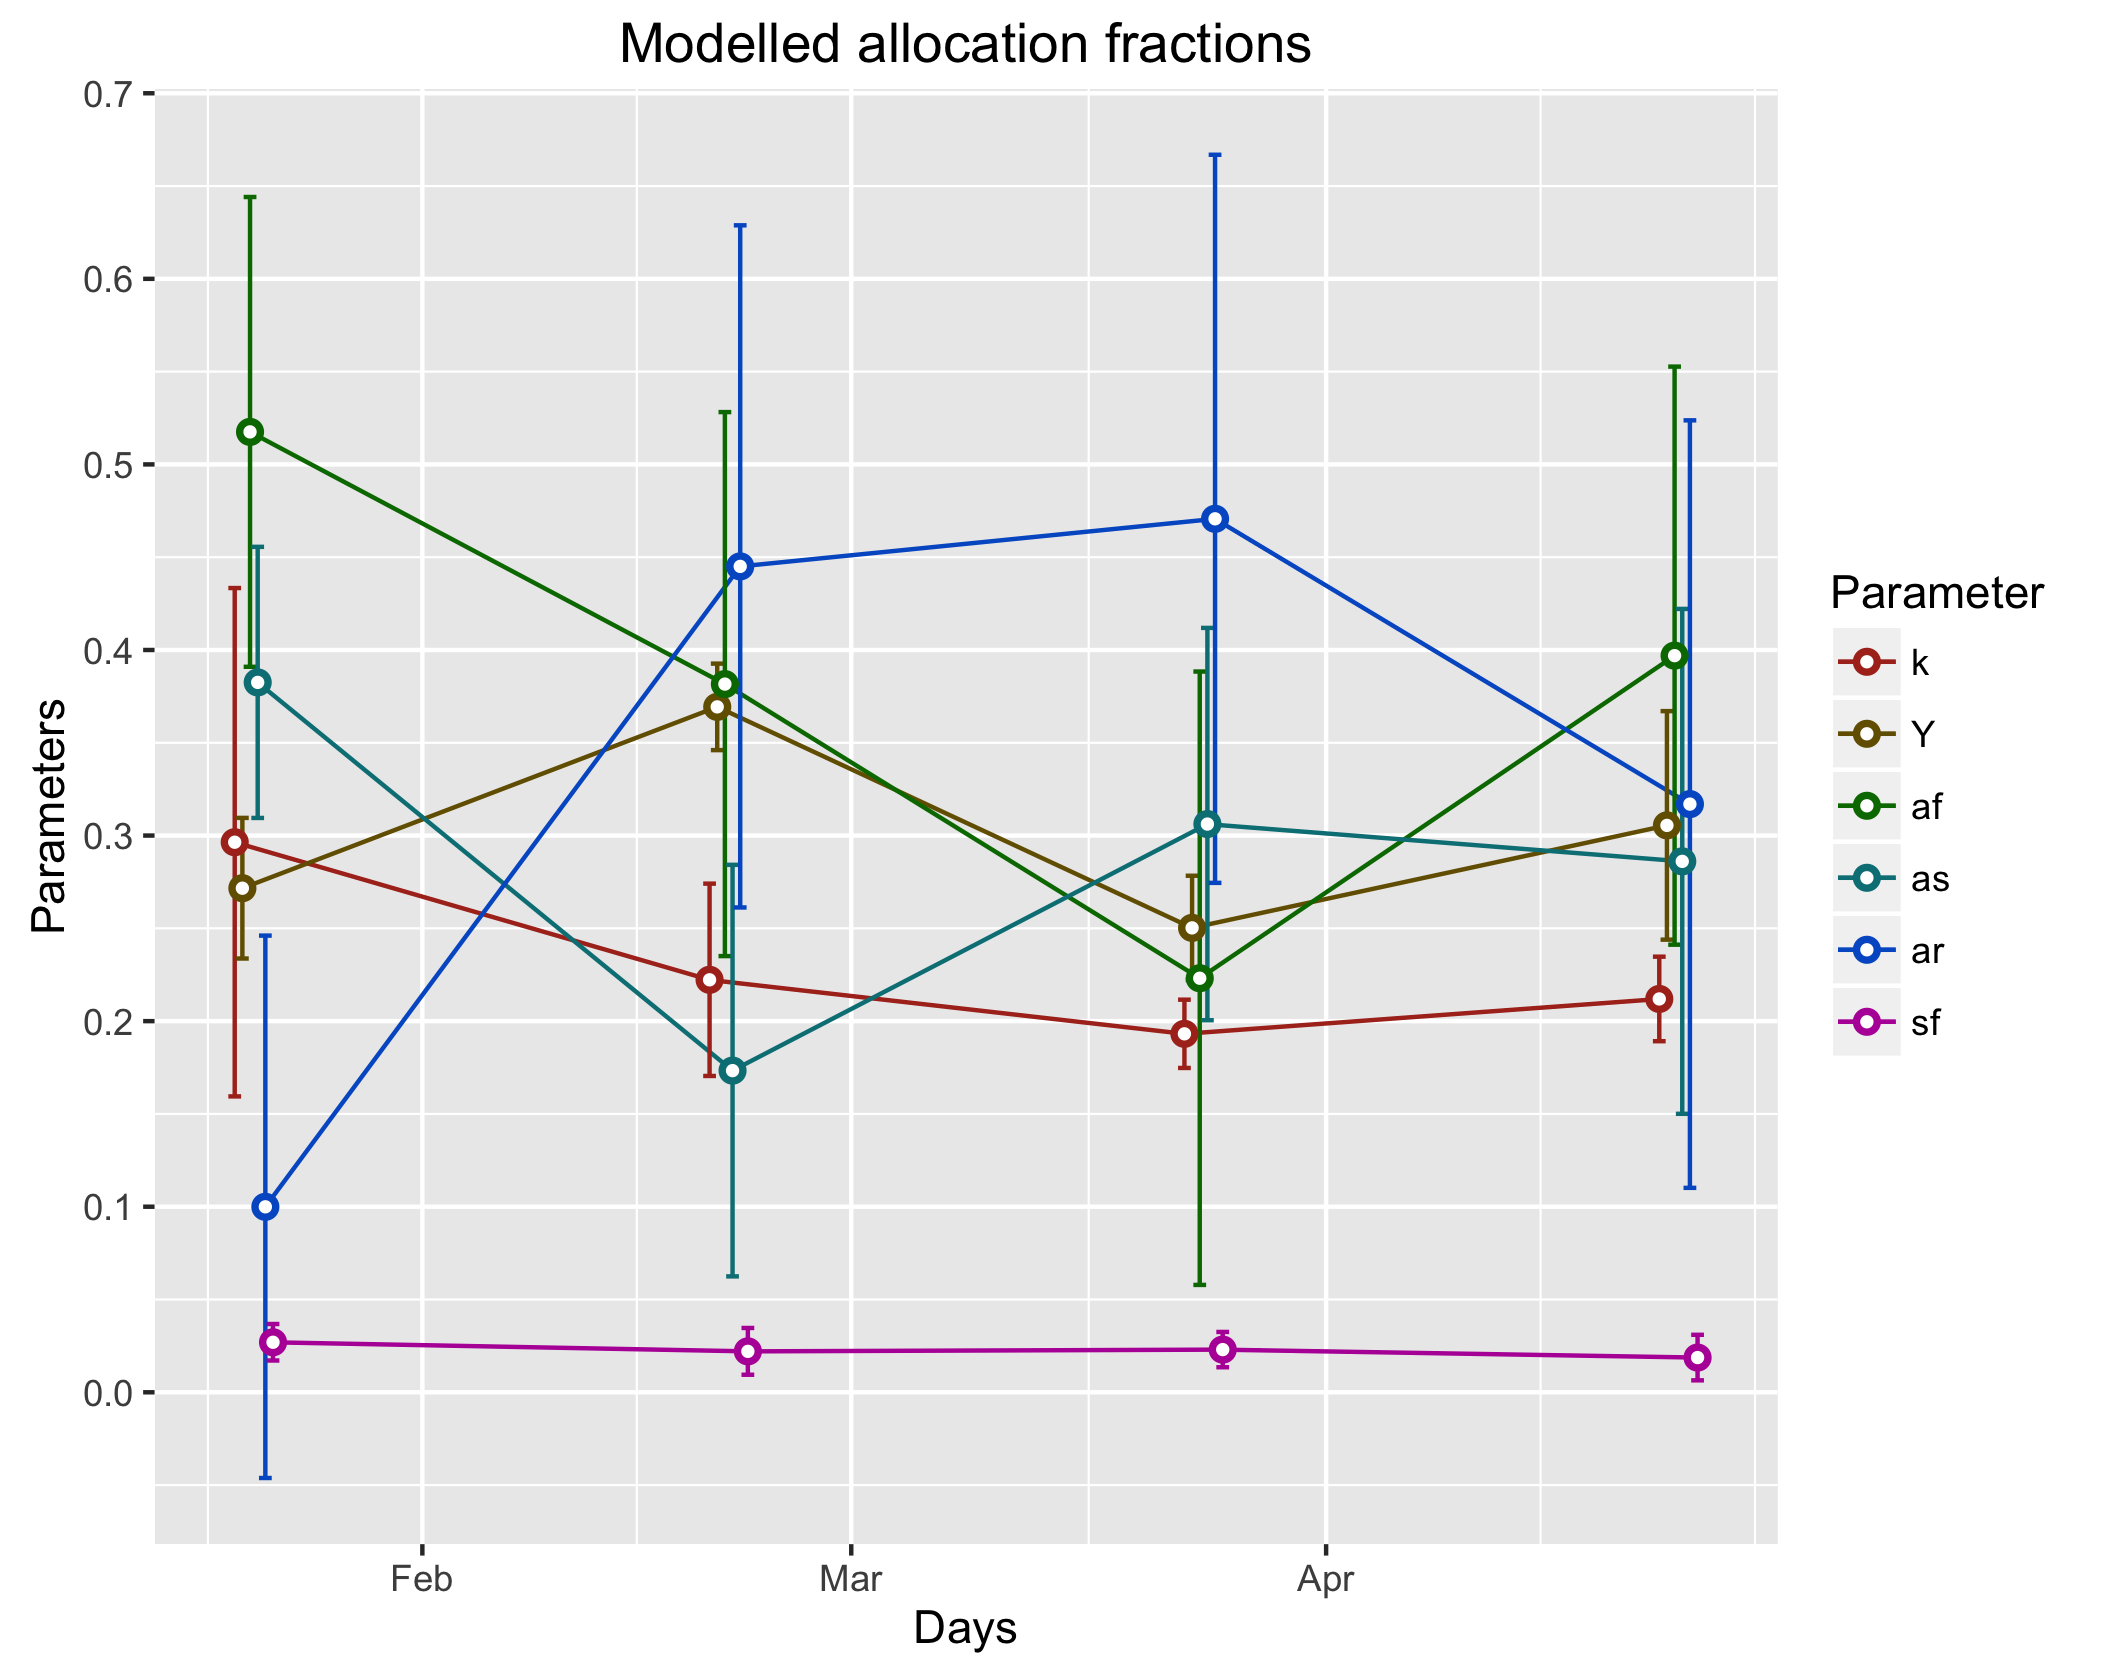 Modelled allocation fractions
0.7
0.6
0.5
0.4
0.3
0.2
0.1
0.0
Parameters
Feb Mar Apr
Days
Parameter
k
Y
af
as
ar
sf